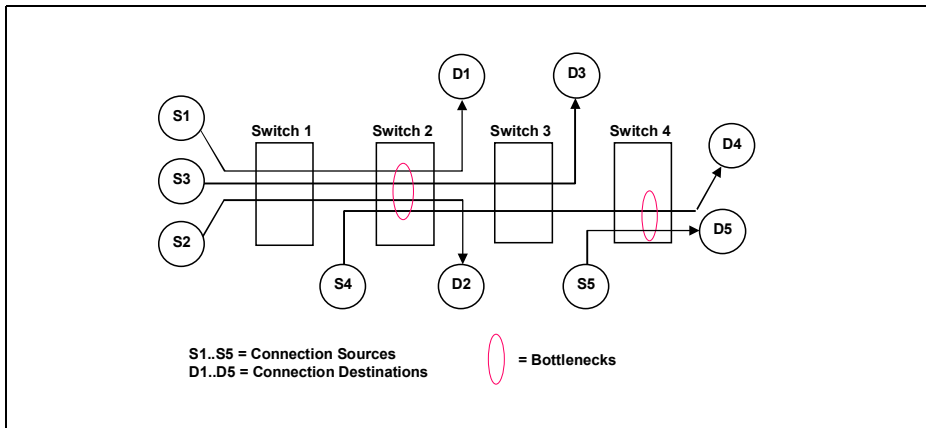 D1
D3
S1
Switch 1
Switch 2
Switch 3
Switch 4
D4
S3
S2
D5
S4
D2
S5
S1..S5 = Connection Sources
D1..D5 = Connection Destinations
= Bottlenecks